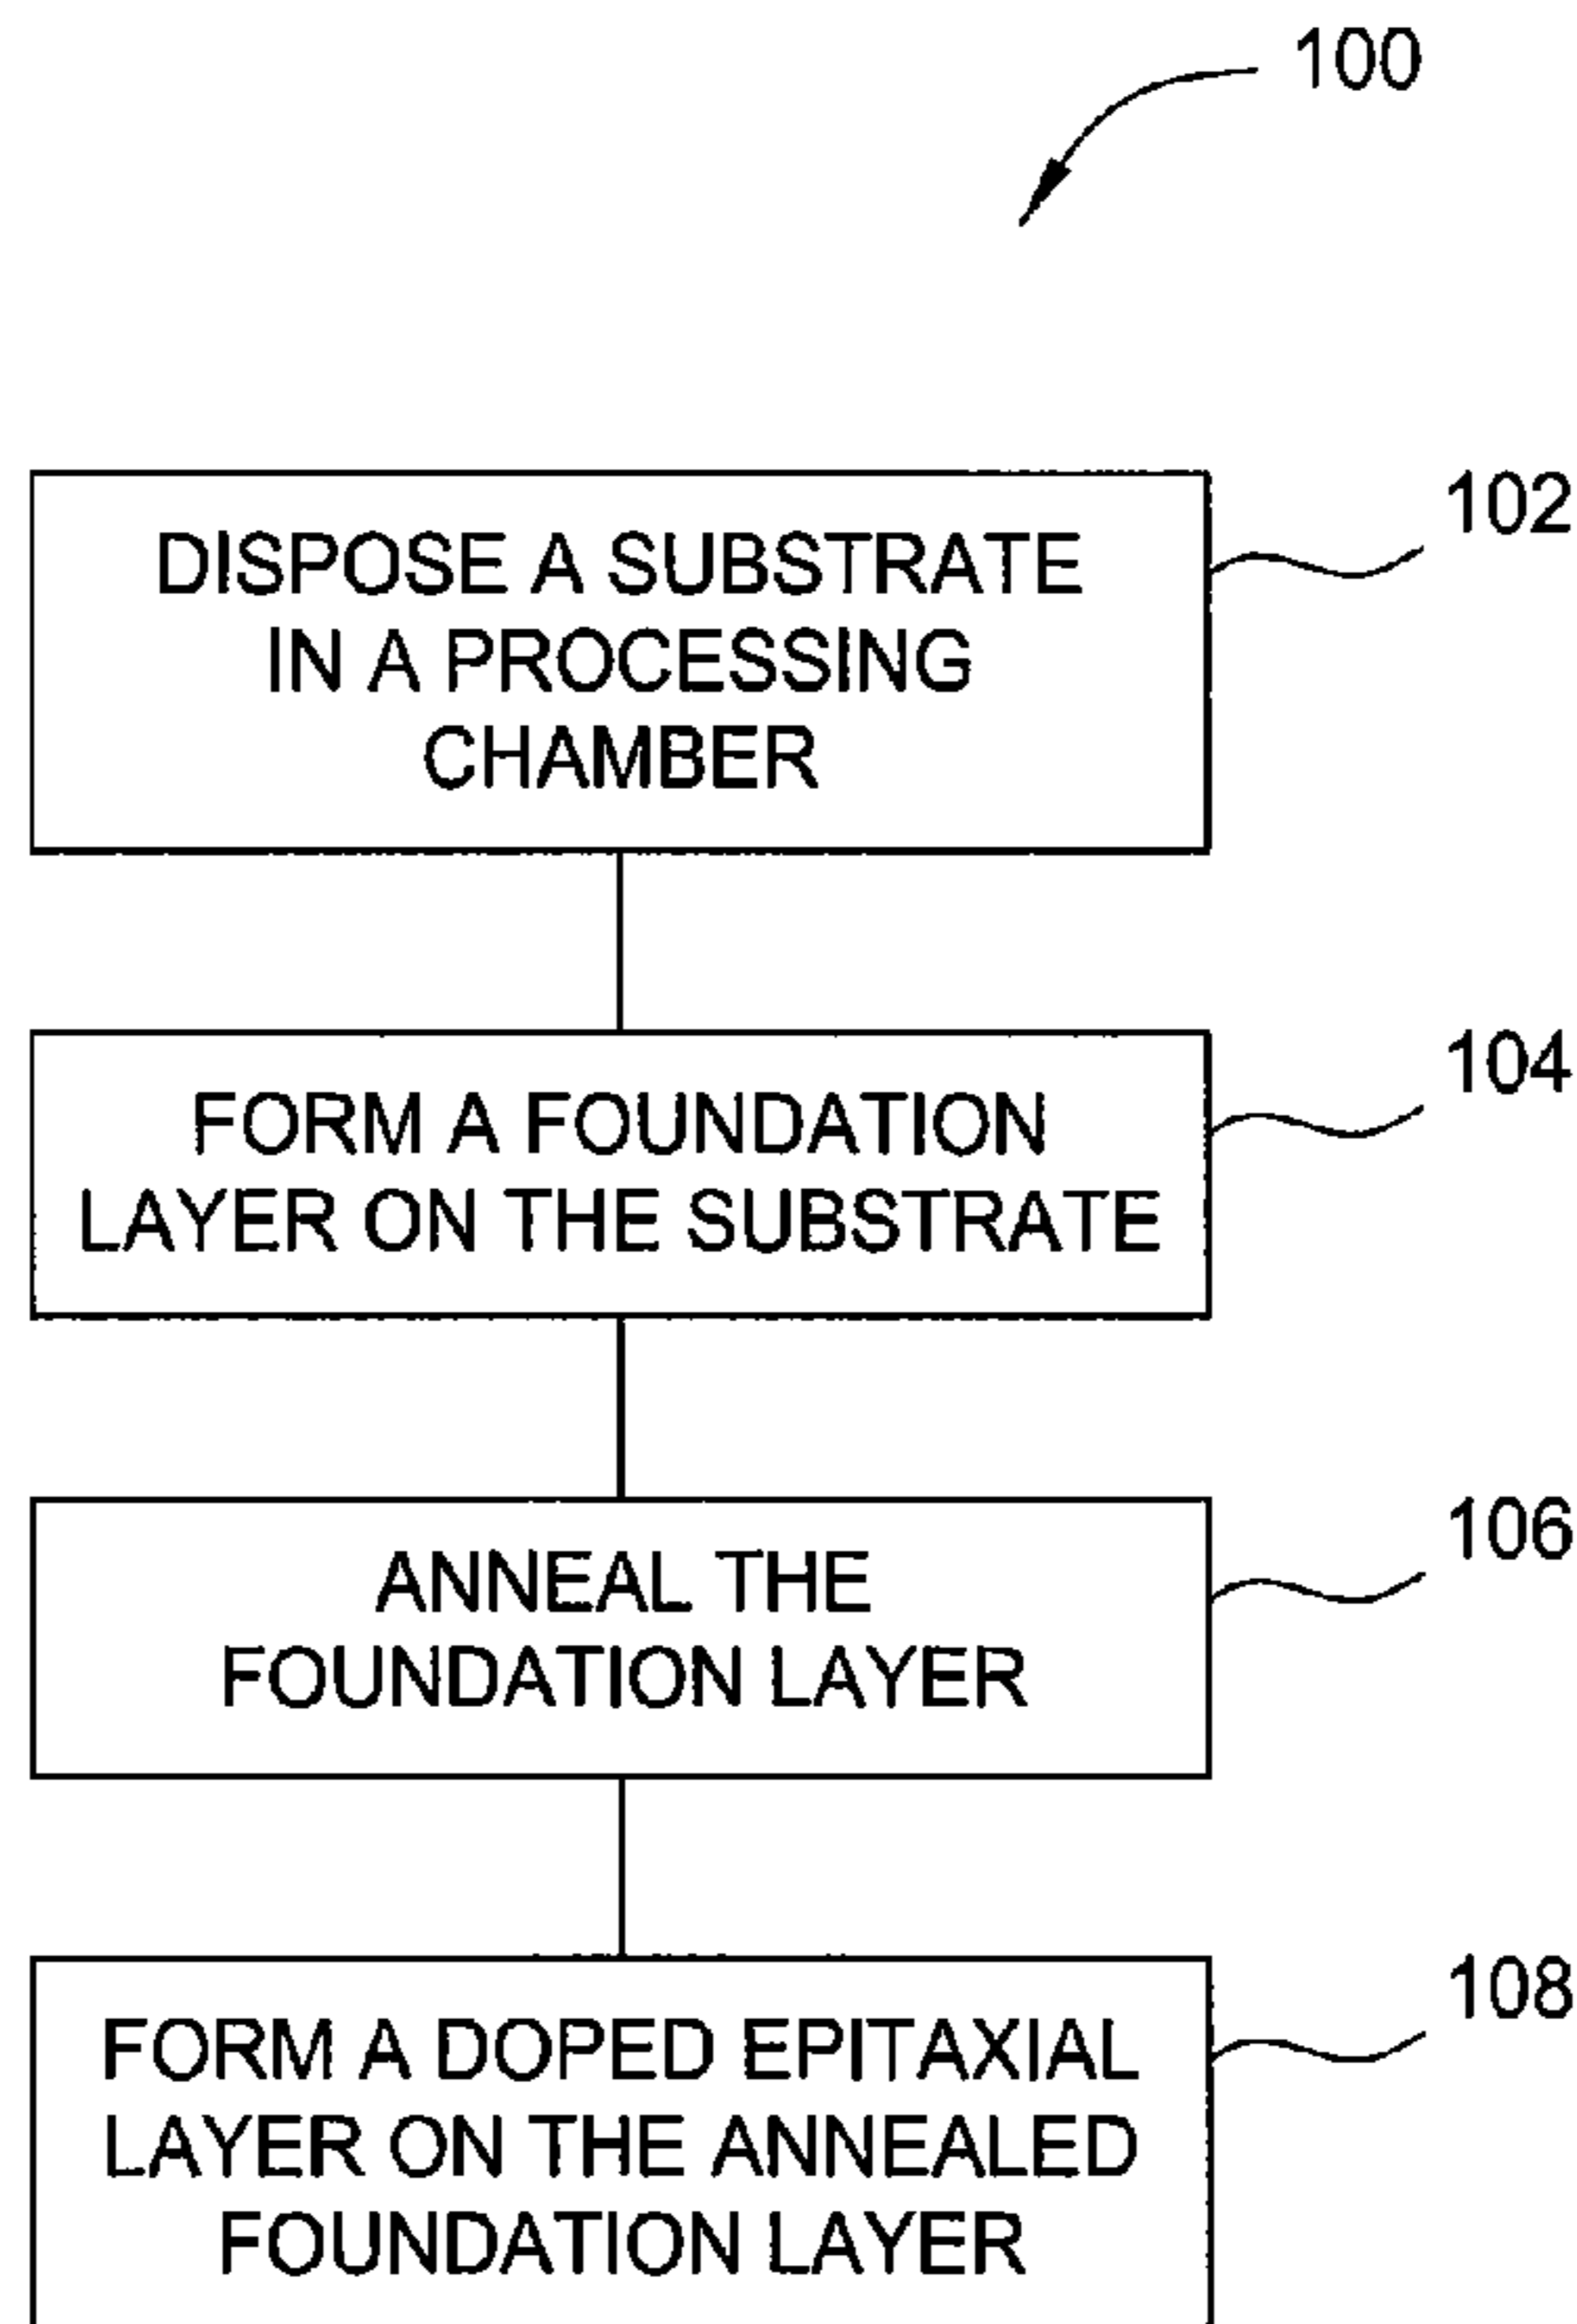 100
DISPOSE A SUBSTRATE
IN A PROCESSING
CHAMBER
102
FORM A FOUNDATION
LAYER ON THE SUBSTRATE
104
ANNEAL THE
FOUNDATION LAYER
106
FORM A DOPED EPITAXIAL
LAYER ON THE ANNEALED
FOUNDATION LAYER
108